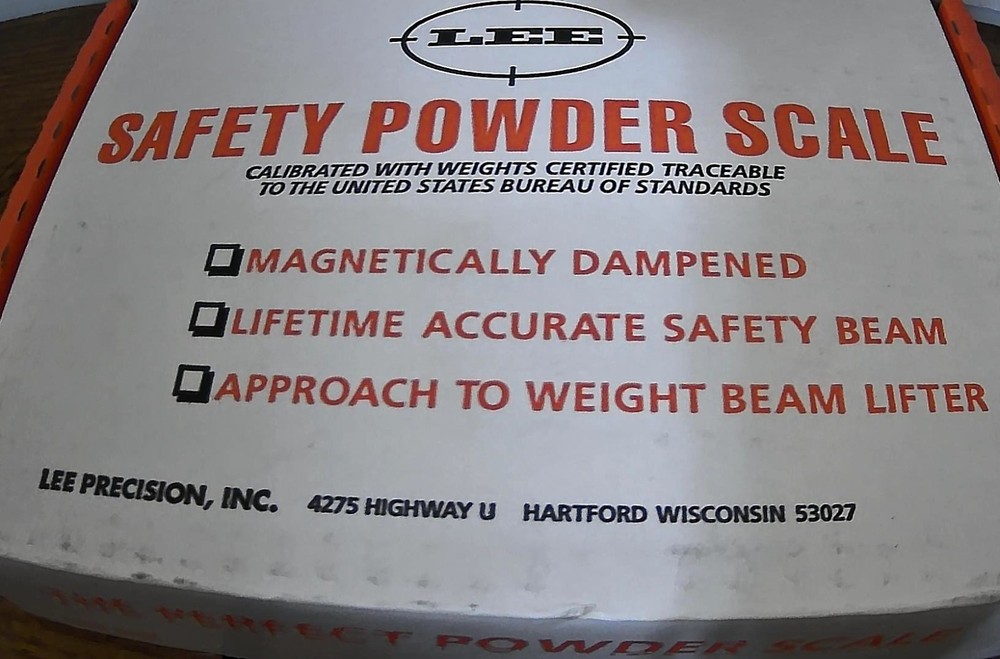 LEE
SAFETY POWDER SCALE
CALIBRATED WITH WEIGHTS CERTIFIED TRACEABLE
TO THE UNITED STATES BUREAU OF STANDARDS
MAGNETICALLY DAMPENED
LIFETIME ACCURATE SAFETY BEAM
APPROACH TO WEIGHT BEAM LIFTER
LEE PRECISION, INC. 4275 HIGHWAY U HARTFORD WISCONSIN 53027
THE PERFECT POWDER SCALE